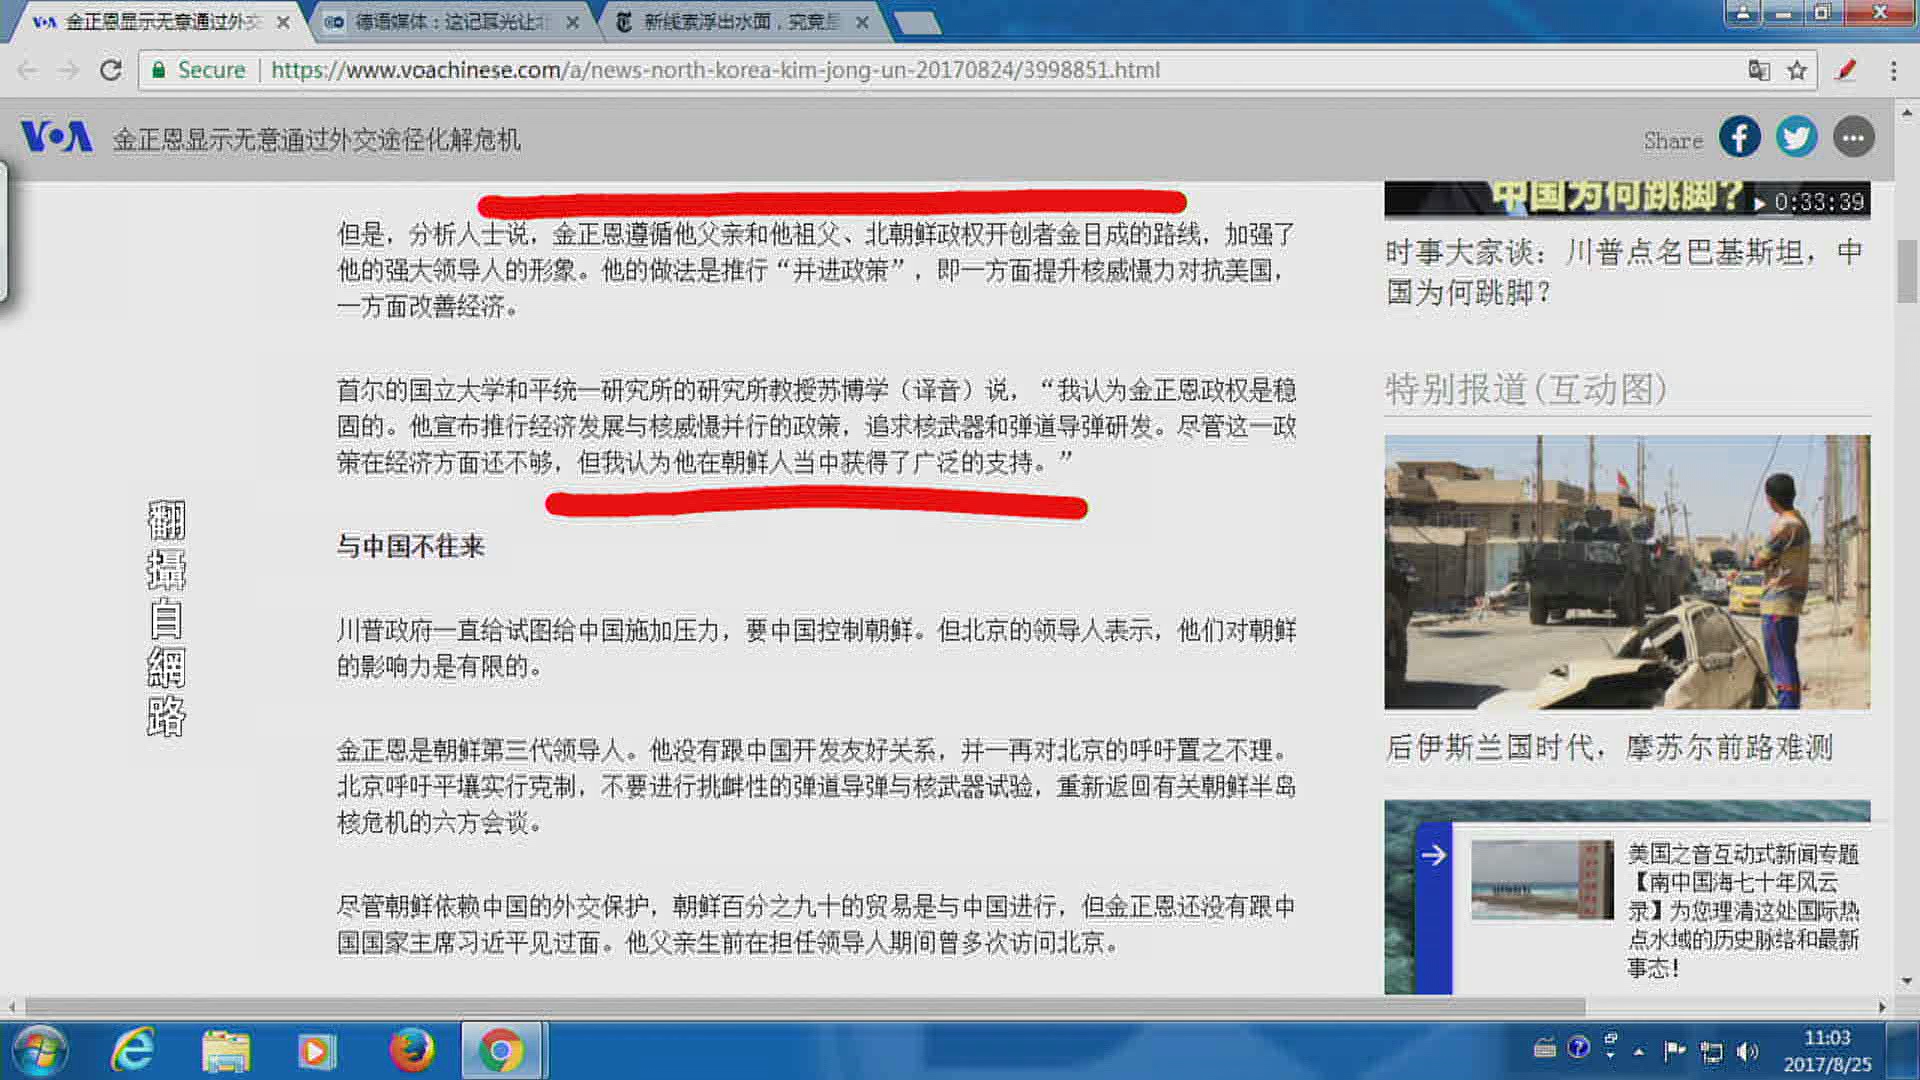 金正恩显示无意通过外交
德语媒体：这记耳光让北
新线索浮出水面，究竟是
Secure
https://www.voachinese.com/a/news-north-korea-kim-jong-un-20170824/3998851.html
VOA
金正恩显示无意通过外交途径化解危机
Share
但是，分析人士说，金正恩遵循他父亲和他祖父、北朝鲜政权开创者金日成的路线，加强了
他的强大领导人的形象。他的做法是推行“并进政策”，即一方面提升核威慑力对抗美国，
一方面改善经济。
首尔的国立大学和平统一研究所的研究所教授苏博学（译音）说，“我认为金正恩政权是稳
固的。他宣布推行经济发展与核威慑并行的政策，追求核武器和弹道导弹研发。尽管这一政
策在经济方面还不够，但我认为他在朝鲜人当中获得了广泛的支持。”
与中国不往来
川普政府一直给试图给中国施加压力，要中国控制朝鲜。但北京的领导人表示，他们对朝鲜
的影响力是有限的。
金正恩是朝鲜第三代领导人。他没有跟中国开发友好关系，并一再对北京的呼吁置之不理。
北京呼吁平壤实行克制，不要进行挑衅性的弹道导弹与核武器试验，重新返回有关朝鲜半岛
核危机的六方会谈。
尽管朝鲜依赖中国的外交保护，朝鲜百分之九十的贸易是与中国进行，但金正恩还没有跟中
国国家主席习近平见过面。他父亲生前在担任领导人期间曾多次访问北京。
翻攝自網路
中国为何跳脚？
0:33:39
时事大家谈：川普点名巴基斯坦，中
国为何跳脚？
特别报道(互动图)
后伊斯兰国时代，摩苏尔前路难测
美国之音互动式新闻专题
【南中国海七十年风云
录】为您理清这处国际热
点水域的历史脉络和最新
事态！
11:03
2017/8/25